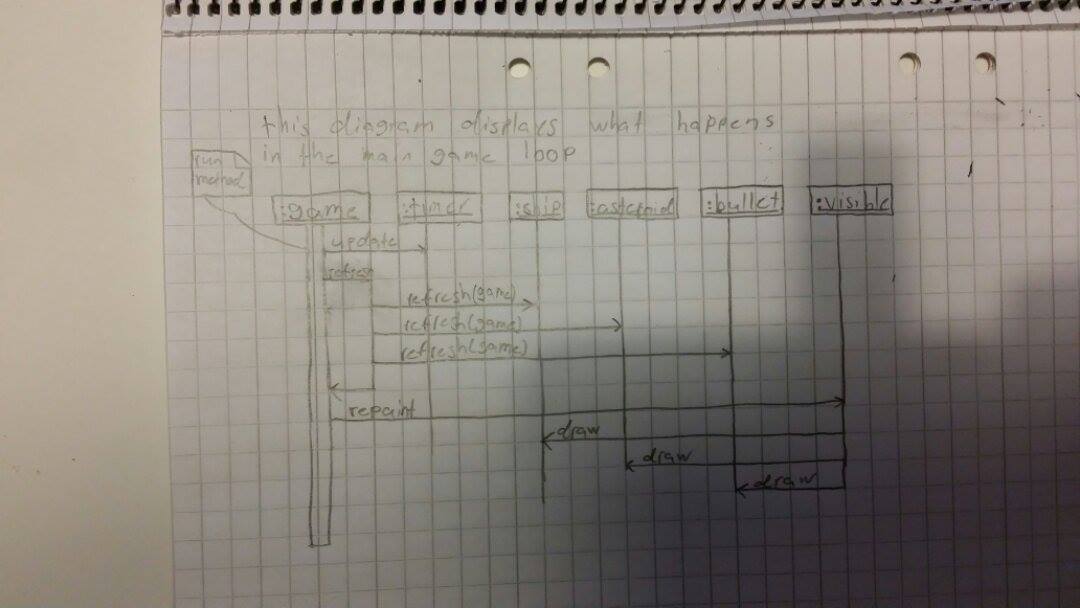 this diagram displays what happens
in the main game loop
run
method
:game
:timer
:ship
:asteroid
:bullet
:visible
update
refresh
refresh(game)
refresh(game)
refresh(game)
repaint
draw
draw
draw